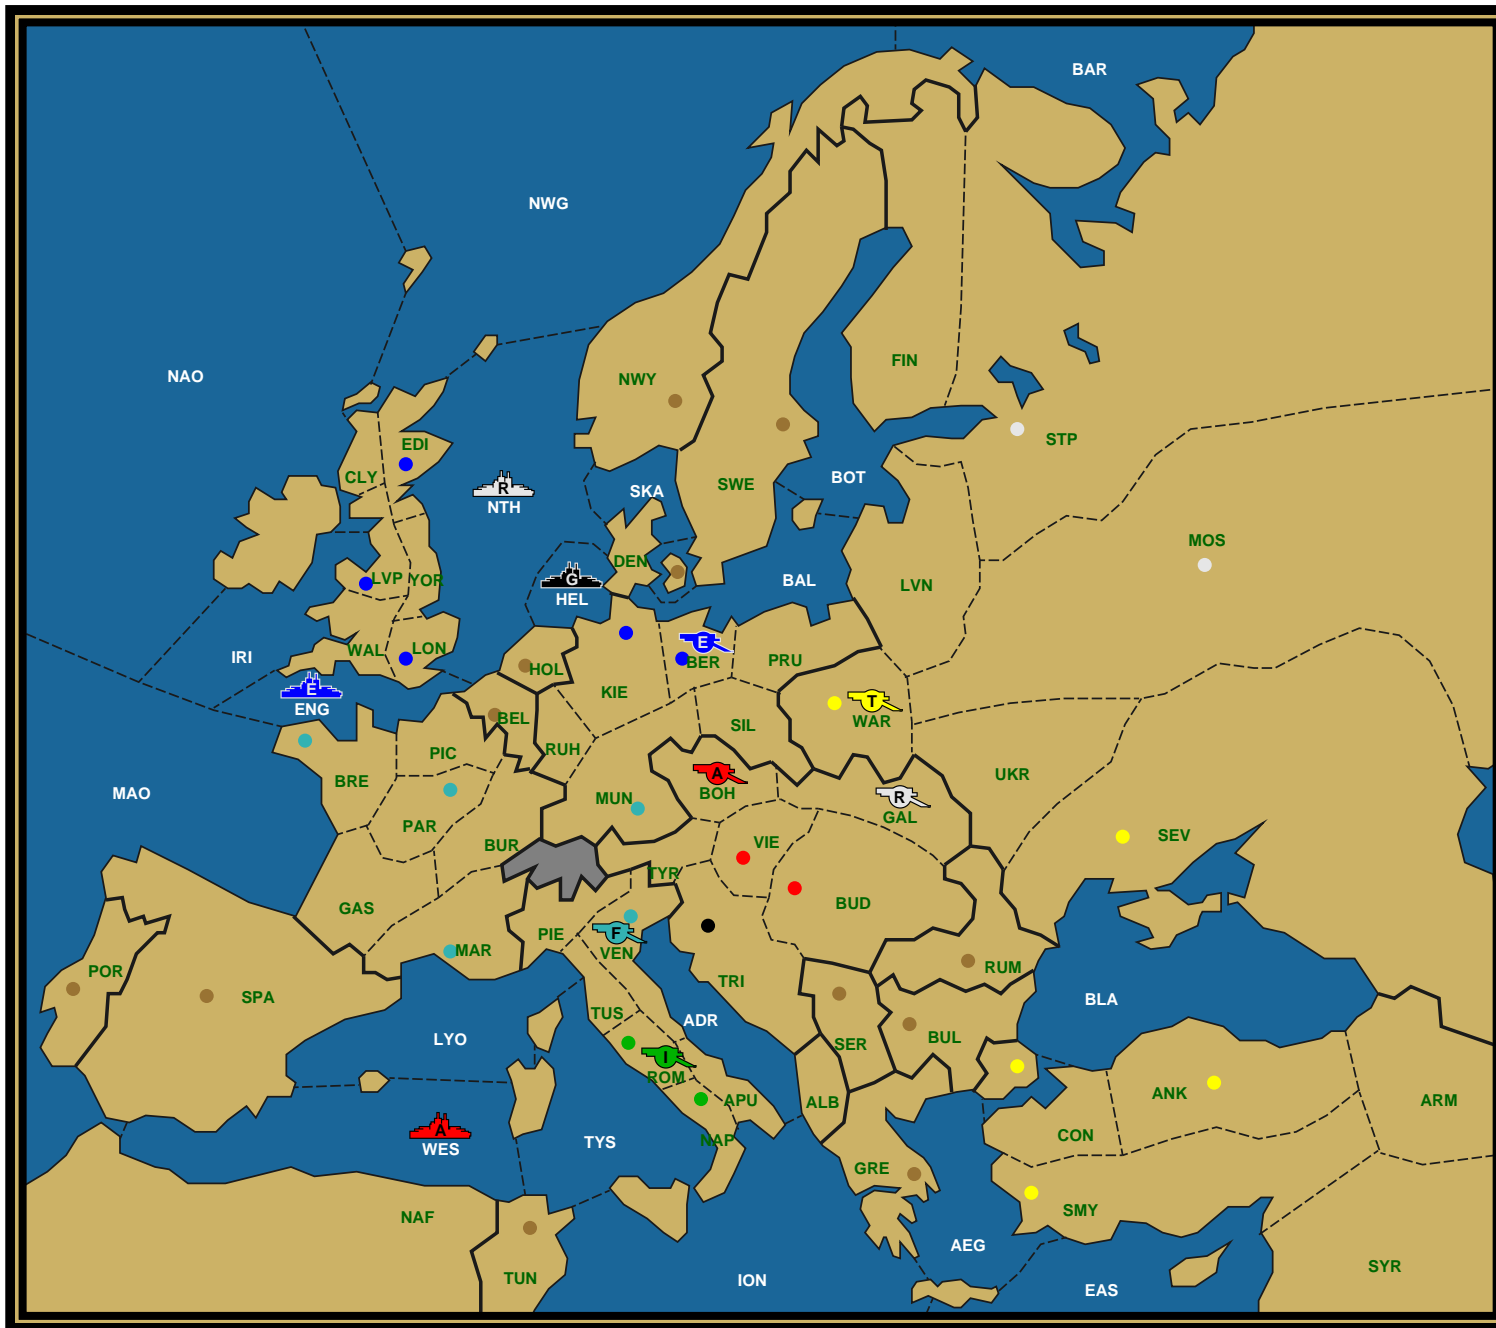 BAR
NWG
NAO
FIN
NWY
STP
EDI
CLY
SKA
BOT
SWE
R
NTH
MOS
DEN
G
HEL
BAL
LVN
LVP
YOR
IRI
WAL
LON
E
BER
PRU
HOL
KIE
E
ENG
T
WAR
BEL
SIL
PIC
RUH
BRE
A
BOH
UKR
MAO
MUN
R
GAL
PAR
SEV
BUR
VIE
TYR
GAS
BUD
PIE
F
VEN
MAR
POR
SPA
RUM
TRI
BLA
TUS
ADR
LYO
BUL
SER
I
ROM
ANK
APU
ALB
ARM
A
WES
TYS
NAP
CON
GRE
SMY
NAF
AEG
SYR
TUN
ION
EAS